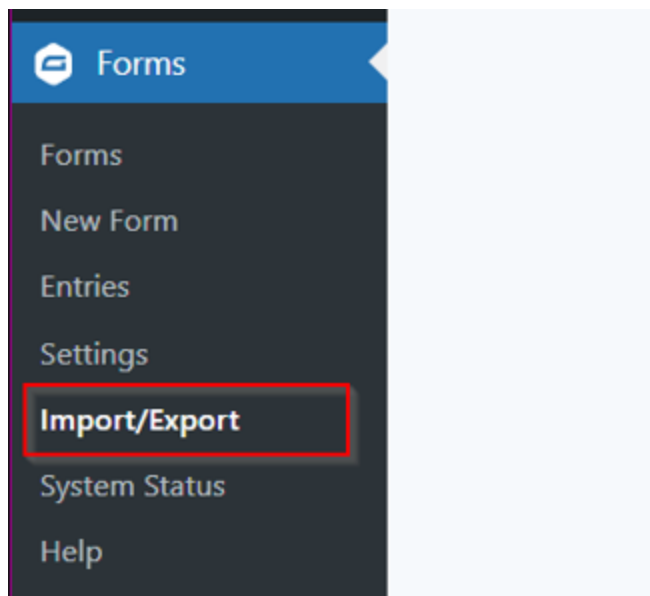 Forms
Forms
New Form
Entries
Settings
Import/Export
System Status
Help